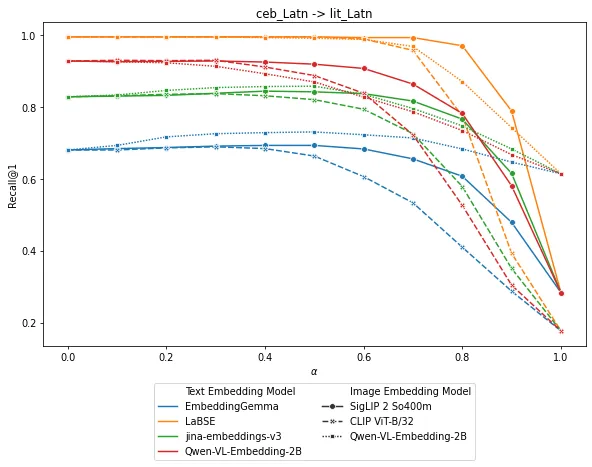 ceb_Latn -> lit_Latn
1.0
0.8
0.6
0.4
0.2
Recall@1
0.0 0.2 0.4 0.6 0.8 1.0
α
Text Embedding Model Image Embedding Model
EmbeddingGemma SigLIP 2 So400m
LaBSE CLIP ViT-B/32
jina-embeddings-v3 Qwen-VL-Embedding-2B
Qwen-VL-Embedding-2B